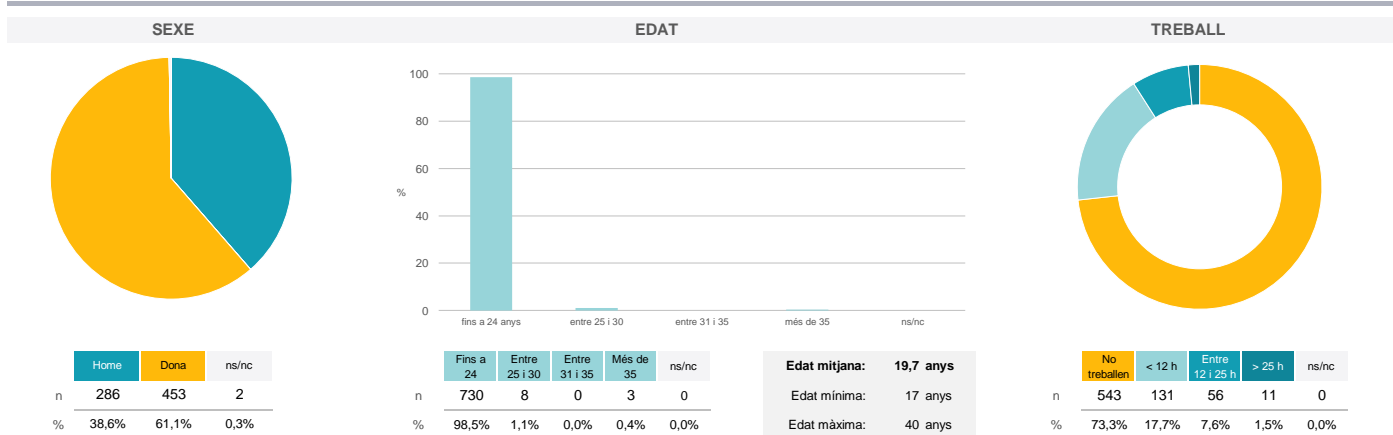 SEXE EDAT TREBALL
100
80
60
%
40
20
0
fins a 24 anys entre 25 i 30 entre 31 i 35 més de 35 ns/nc
Home Dona ns/nc
n 286 453 2
% 38,6% 61,1% 0,3%
Fins a 24 Entre 25 i 30 Entre 31 i 35 Més de 35 ns/nc
n 730 8 0 3 0
% 98,5% 1,1% 0,0% 0,4% 0,0%
Edat mitjana: 19,7 anys
Edat mínima: 17 anys
Edat màxima: 40 anys
No treballen < 12 h Entre 12 i 25 h > 25 h ns/nc
n 543 131 56 11 0
% 73,3% 17,7% 7,6% 1,5% 0,0%